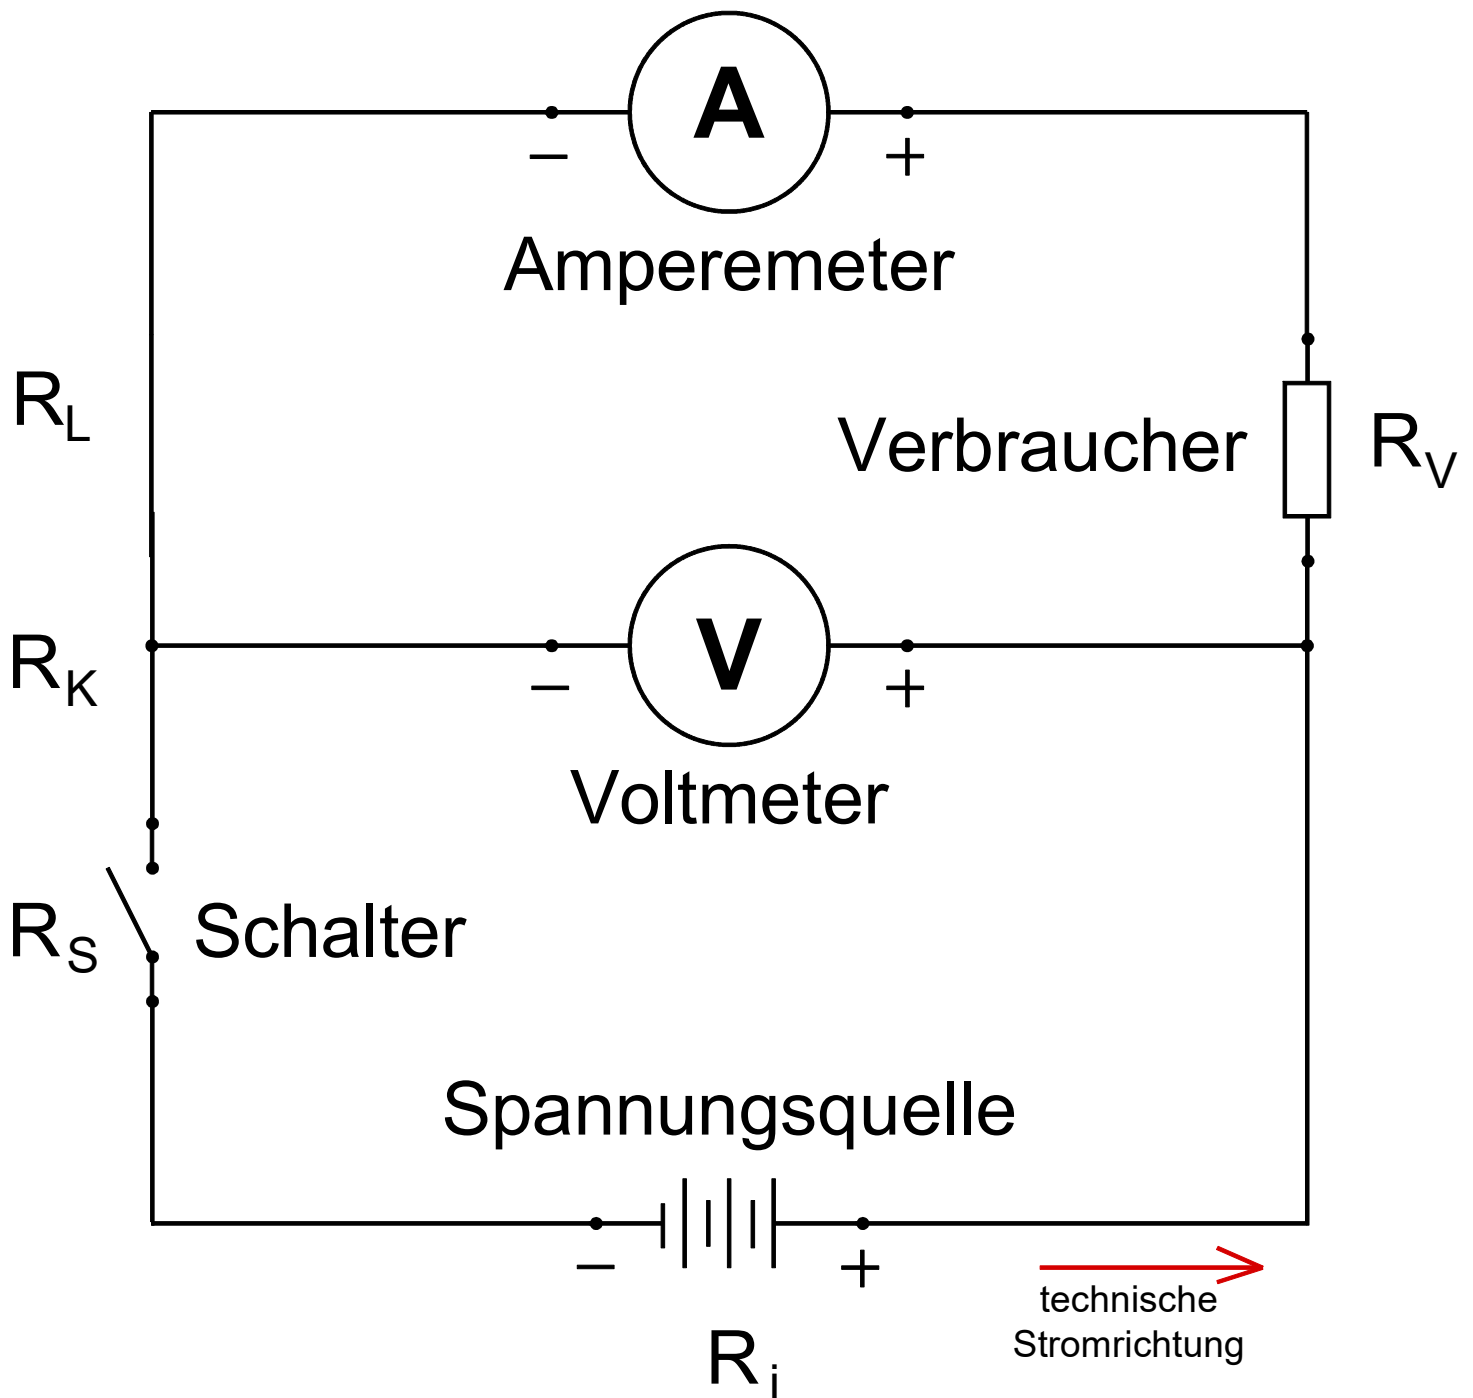 A
− +
Amperemeter
R_L
Verbraucher R_V
R_K
V
− +
Voltmeter
R_S Schalter
Spannungsquelle
− +
technische
Stromrichtung
R_i